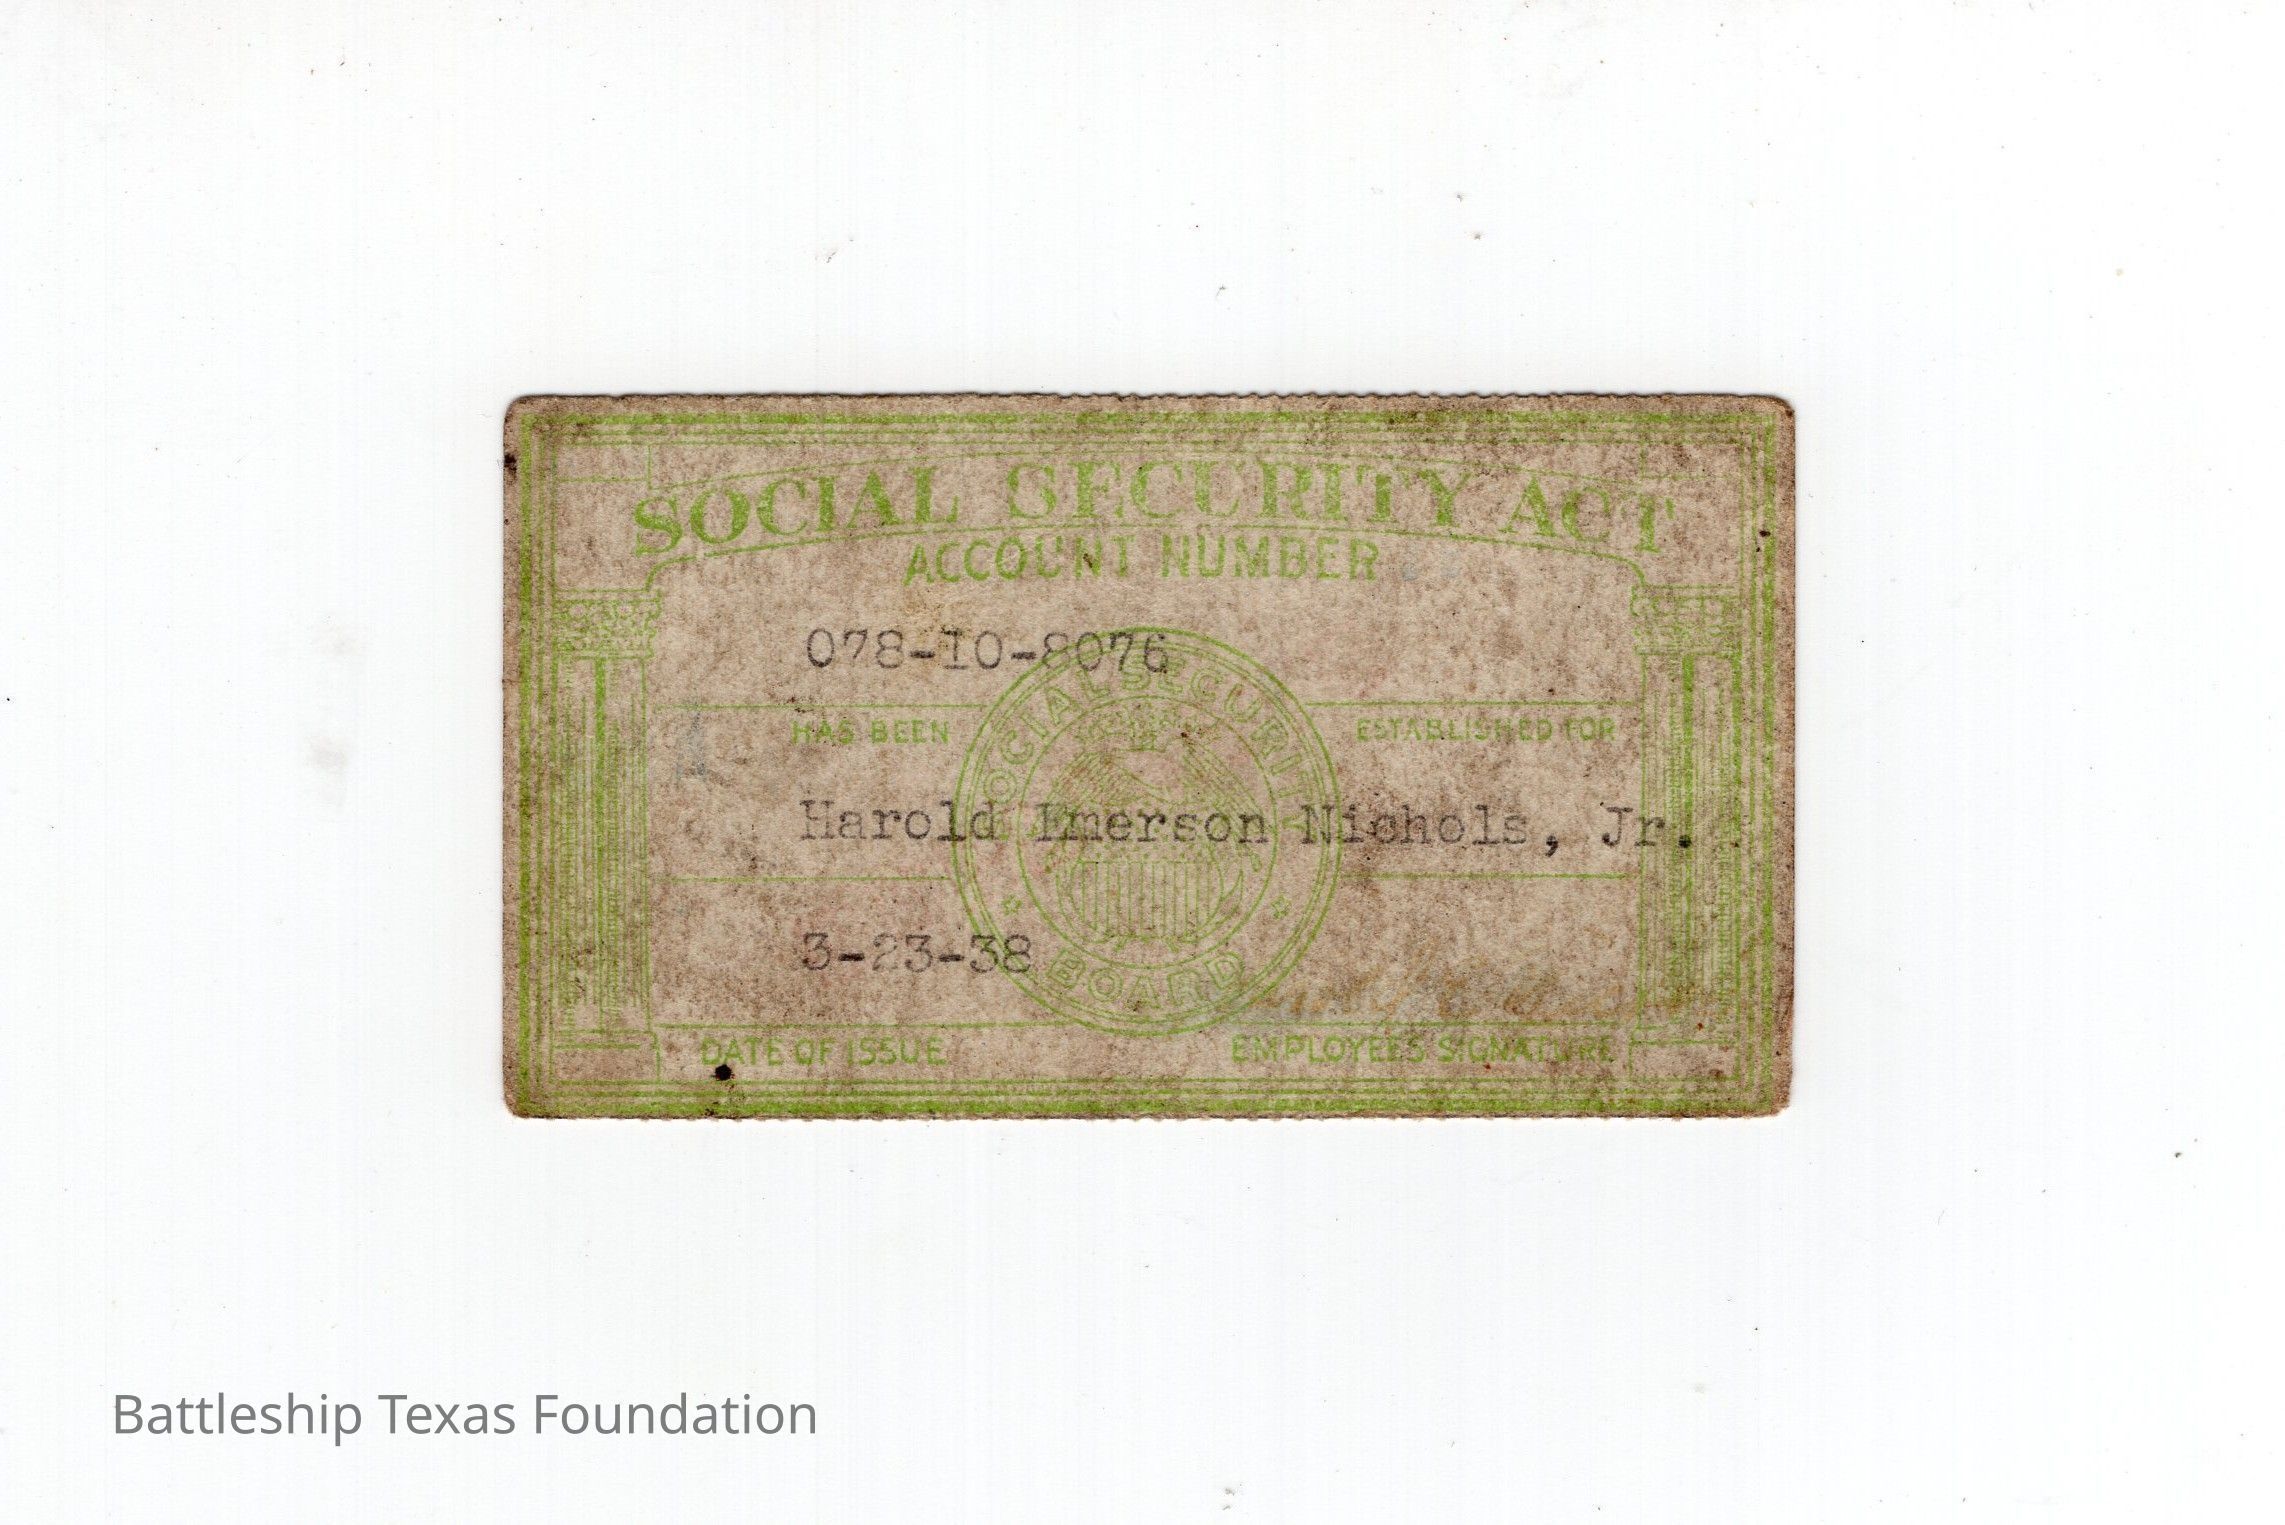 SOCIAL SECURITY ACT
ACCOUNT NUMBER
078-10-8076
HAS BEEN ESTABLISHED FOR
Harold Emerson Nichols, Jr.
3-23-38
SOCIAL SECURITY BOARD
DATE OF ISSUE EMPLOYEE'S SIGNATURE
Battleship Texas Foundation